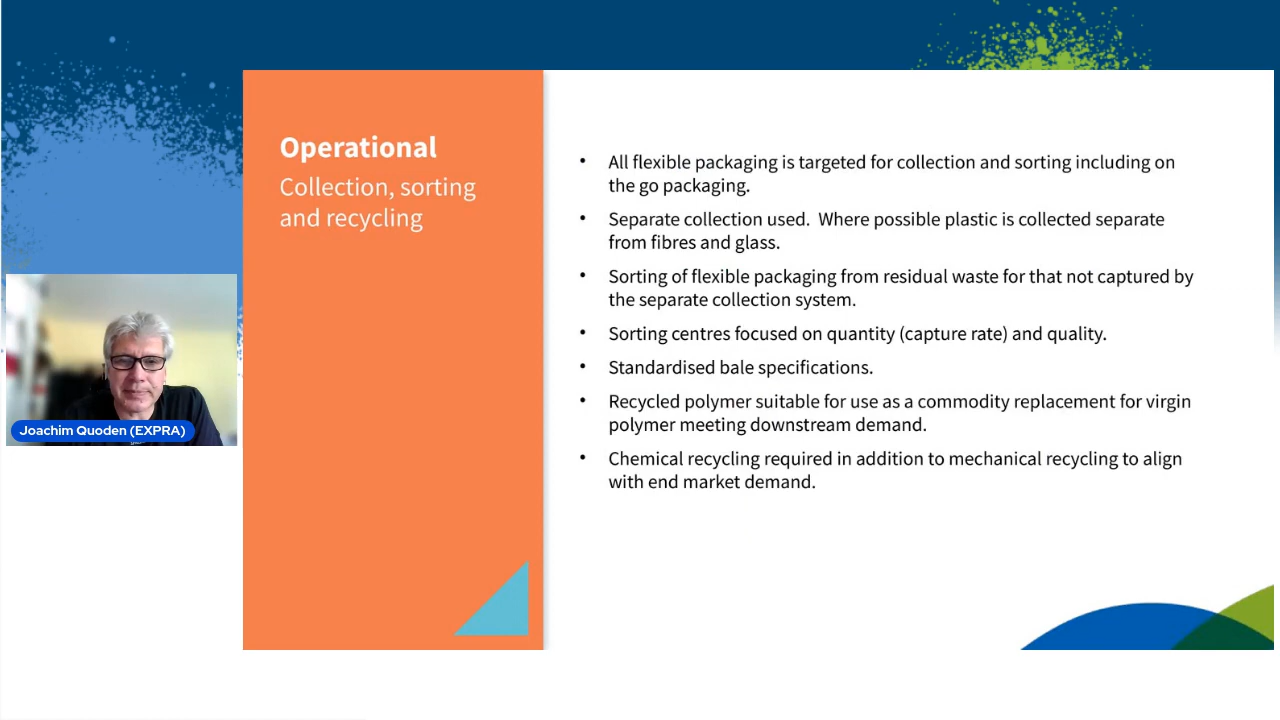 Operational
Collection, sorting
and recycling
• All flexible packaging is targeted for collection and sorting including on
the go packaging.
• Separate collection used.  Where possible plastic is collected separate
from fibres and glass.
• Sorting of flexible packaging from residual waste for that not captured by
the separate collection system.
• Sorting centres focused on quantity (capture rate) and quality.
• Standardised bale specifications.
• Recycled polymer suitable for use as a commodity replacement for virgin
polymer meeting downstream demand.
• Chemical recycling required in addition to mechanical recycling to align
with end market demand.
Joachim Quoden (EXPRA)